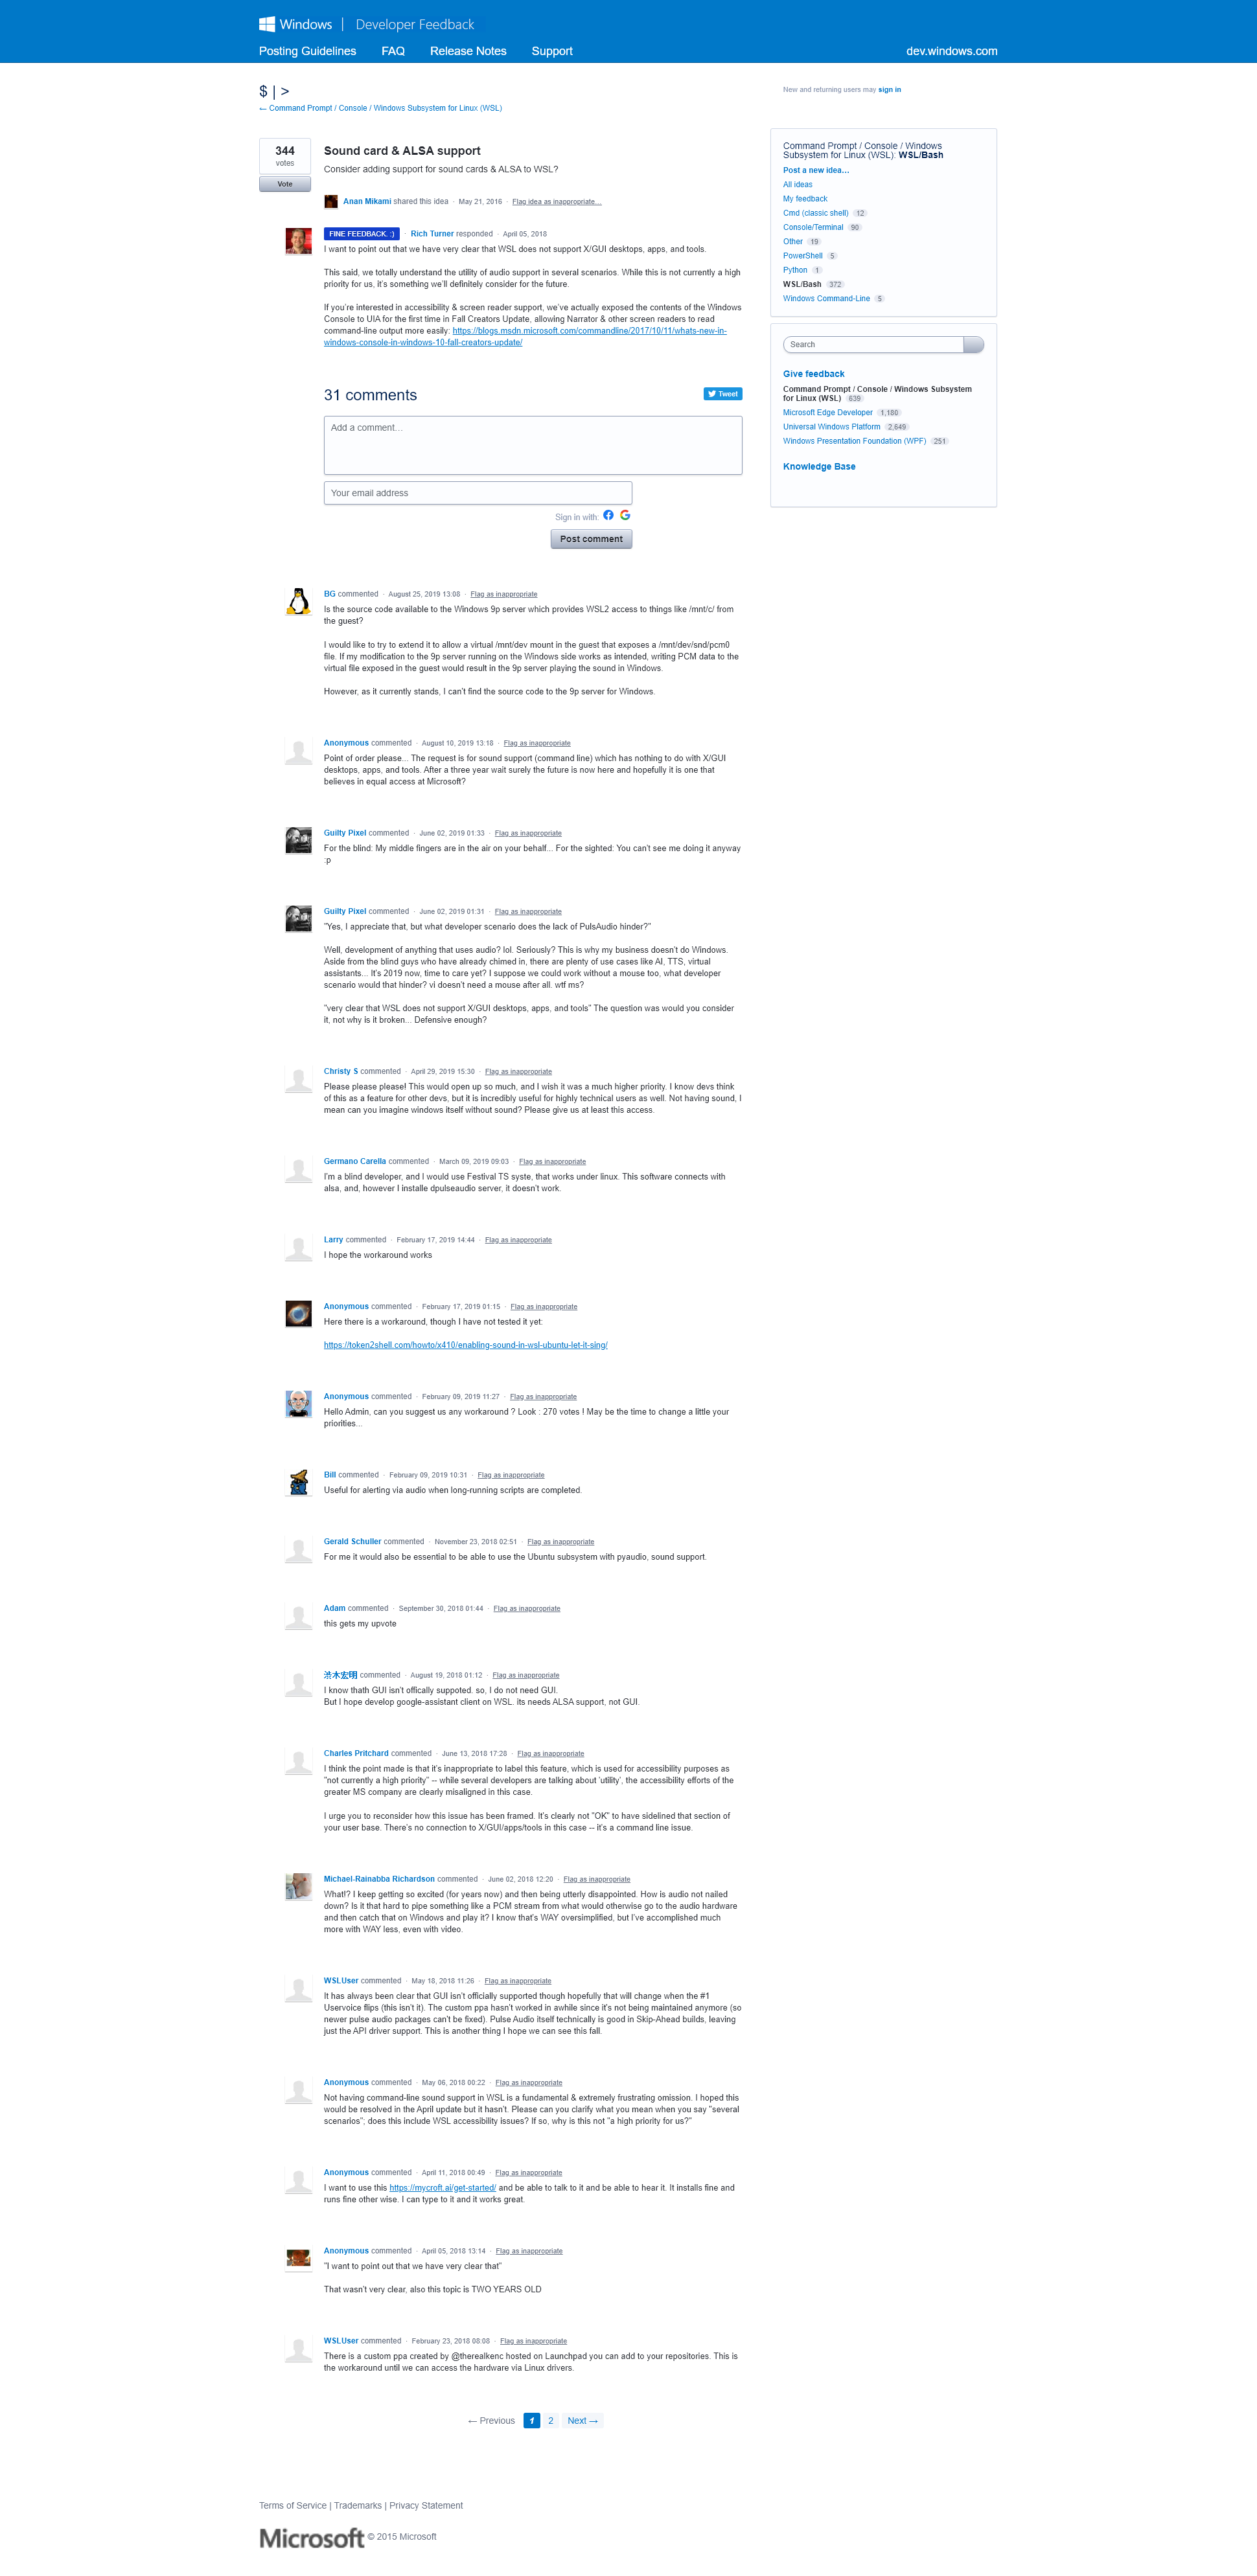 Windows | Developer Feedback
Posting Guidelines FAQ Release Notes Support dev.windows.com
$ | >
← Command Prompt / Console / Windows Subsystem for Linux (WSL)
New and returning users may sign in
344
votes
Vote
Sound card & ALSA support
Consider adding support for sound cards & ALSA to WSL?
Anan Mikami shared this idea · May 21, 2016 · Flag idea as inappropriate…
FINE FEEDBACK. :) · Rich Turner responded · April 05, 2018
I want to point out that we have very clear that WSL does not support X/GUI desktops, apps, and tools.
This said, we totally understand the utility of audio support in several scenarios. While this is not currently a high
priority for us, it's something we'll definitely consider for the future.
If you're interested in accessibility & screen reader support, we've actually exposed the contents of the Windows
Console to UIA for the first time in Fall Creators Update, allowing Narrator & other screen readers to read
command-line output more easily: https://blogs.msdn.microsoft.com/commandline/2017/10/11/whats-new-in-
windows-console-in-windows-10-fall-creators-update/
31 comments
Tweet
Add a comment…
Your email address
Sign in with:
Post comment
BG commented · August 25, 2019 13:08 · Flag as inappropriate
Is the source code available to the Windows 9p server which provides WSL2 access to things like /mnt/c/ from
the guest?
I would like to try to extend it to allow a virtual /mnt/dev mount in the guest that exposes a /mnt/dev/snd/pcm0
file. If my modification to the 9p server running on the Windows side works as intended, writing PCM data to the
virtual file exposed in the guest would result in the 9p server playing the sound in Windows.
However, as it currently stands, I can't find the source code to the 9p server for Windows.
Anonymous commented · August 10, 2019 13:18 · Flag as inappropriate
Point of order please... The request is for sound support (command line) which has nothing to do with X/GUI
desktops, apps, and tools. After a three year wait surely the future is now here and hopefully it is one that
believes in equal access at Microsoft?
Guilty Pixel commented · June 02, 2019 01:33 · Flag as inappropriate
For the blind: My middle fingers are in the air on your behalf... For the sighted: You can't see me doing it anyway
:p
Guilty Pixel commented · June 02, 2019 01:31 · Flag as inappropriate
"Yes, I appreciate that, but what developer scenario does the lack of PulsAudio hinder?"
Well, development of anything that uses audio? lol. Seriously? This is why my business doesn't do Windows.
Aside from the blind guys who have already chimed in, there are plenty of use cases like AI, TTS, virtual
assistants... It's 2019 now, time to care yet? I suppose we could work without a mouse too, what developer
scenario would that hinder? vi doesn't need a mouse after all. wtf ms?
"very clear that WSL does not support X/GUI desktops, apps, and tools" The question was would you consider
it, not why is it broken... Defensive enough?
Christy S commented · April 29, 2019 15:30 · Flag as inappropriate
Please please please! This would open up so much, and I wish it was a much higher priority. I know devs think
of this as a feature for other devs, but it is incredibly useful for highly technical users as well. Not having sound, I
mean can you imagine windows itself without sound? Please give us at least this access.
Germano Carella commented · March 09, 2019 09:03 · Flag as inappropriate
I'm a blind developer, and I would use Festival TS syste, that works under linux. This software connects with
alsa, and, however I installe dpulseaudio server, it doesn't work.
Larry commented · February 17, 2019 14:44 · Flag as inappropriate
I hope the workaround works
Anonymous commented · February 17, 2019 01:15 · Flag as inappropriate
Here there is a workaround, though I have not tested it yet:
https://token2shell.com/howto/x410/enabling-sound-in-wsl-ubuntu-let-it-sing/
Anonymous commented · February 09, 2019 11:27 · Flag as inappropriate
Hello Admin, can you suggest us any workaround ? Look : 270 votes ! May be the time to change a little your
priorities...
Bill commented · February 09, 2019 10:31 · Flag as inappropriate
Useful for alerting via audio when long-running scripts are completed.
Gerald Schuller commented · November 23, 2018 02:51 · Flag as inappropriate
For me it would also be essential to be able to use the Ubuntu subsystem with pyaudio, sound support.
Adam commented · September 30, 2018 01:44 · Flag as inappropriate
this gets my upvote
渋木宏明 commented · August 19, 2018 01:12 · Flag as inappropriate
I know thath GUI isn't offically suppoted. so, I do not need GUI.
But I hope develop google-assistant client on WSL. its needs ALSA support, not GUI.
Charles Pritchard commented · June 13, 2018 17:28 · Flag as inappropriate
I think the point made is that it's inappropriate to label this feature, which is used for accessibility purposes as
"not currently a high priority" -- while several developers are talking about 'utility', the accessibility efforts of the
greater MS company are clearly misaligned in this case.
I urge you to reconsider how this issue has been framed. It's clearly not "OK" to have sidelined that section of
your user base. There's no connection to X/GUI/apps/tools in this case -- it's a command line issue.
Michael-Rainabba Richardson commented · June 02, 2018 12:20 · Flag as inappropriate
What!? I keep getting so excited (for years now) and then being utterly disappointed. How is audio not nailed
down? Is it that hard to pipe something like a PCM stream from what would otherwise go to the audio hardware
and then catch that on Windows and play it? I know that's WAY oversimplified, but I've accomplished much
more with WAY less, even with video.
WSLUser commented · May 18, 2018 11:26 · Flag as inappropriate
It has always been clear that GUI isn't officially supported though hopefully that will change when the #1
Uservoice flips (this isn't it). The custom ppa hasn't worked in awhile since it's not being maintained anymore (so
newer pulse audio packages can't be fixed). Pulse Audio itself technically is good in Skip-Ahead builds, leaving
just the API driver support. This is another thing I hope we can see this fall.
Anonymous commented · May 06, 2018 00:22 · Flag as inappropriate
Not having command-line sound support in WSL is a fundamental & extremely frustrating omission. I hoped this
would be resolved in the April update but it hasn't. Please can you clarify what you mean when you say "several
scenarios"; does this include WSL accessibility issues? If so, why is this not "a high priority for us?"
Anonymous commented · April 11, 2018 00:49 · Flag as inappropriate
I want to use this https://mycroft.ai/get-started/ and be able to talk to it and be able to hear it. It installs fine and
runs fine other wise. I can type to it and it works great.
Anonymous commented · April 05, 2018 13:14 · Flag as inappropriate
"I want to point out that we have very clear that"
That wasn't very clear, also this topic is TWO YEARS OLD
WSLUser commented · February 23, 2018 08:08 · Flag as inappropriate
There is a custom ppa created by @therealkenc hosted on Launchpad you can add to your repositories. This is
the workaround until we can access the hardware via Linux drivers.
← Previous 1 2 Next →
Command Prompt / Console / Windows
Subsystem for Linux (WSL): WSL/Bash
Post a new idea…
All ideas
My feedback
Cmd (classic shell) 12
Console/Terminal 90
Other 19
PowerShell 5
Python 1
WSL/Bash 372
Windows Command-Line 5
Search
Give feedback
Command Prompt / Console / Windows Subsystem
for Linux (WSL) 639
Microsoft Edge Developer 1,180
Universal Windows Platform 2,649
Windows Presentation Foundation (WPF) 251
Knowledge Base
Terms of Service | Trademarks | Privacy Statement
Microsoft © 2015 Microsoft